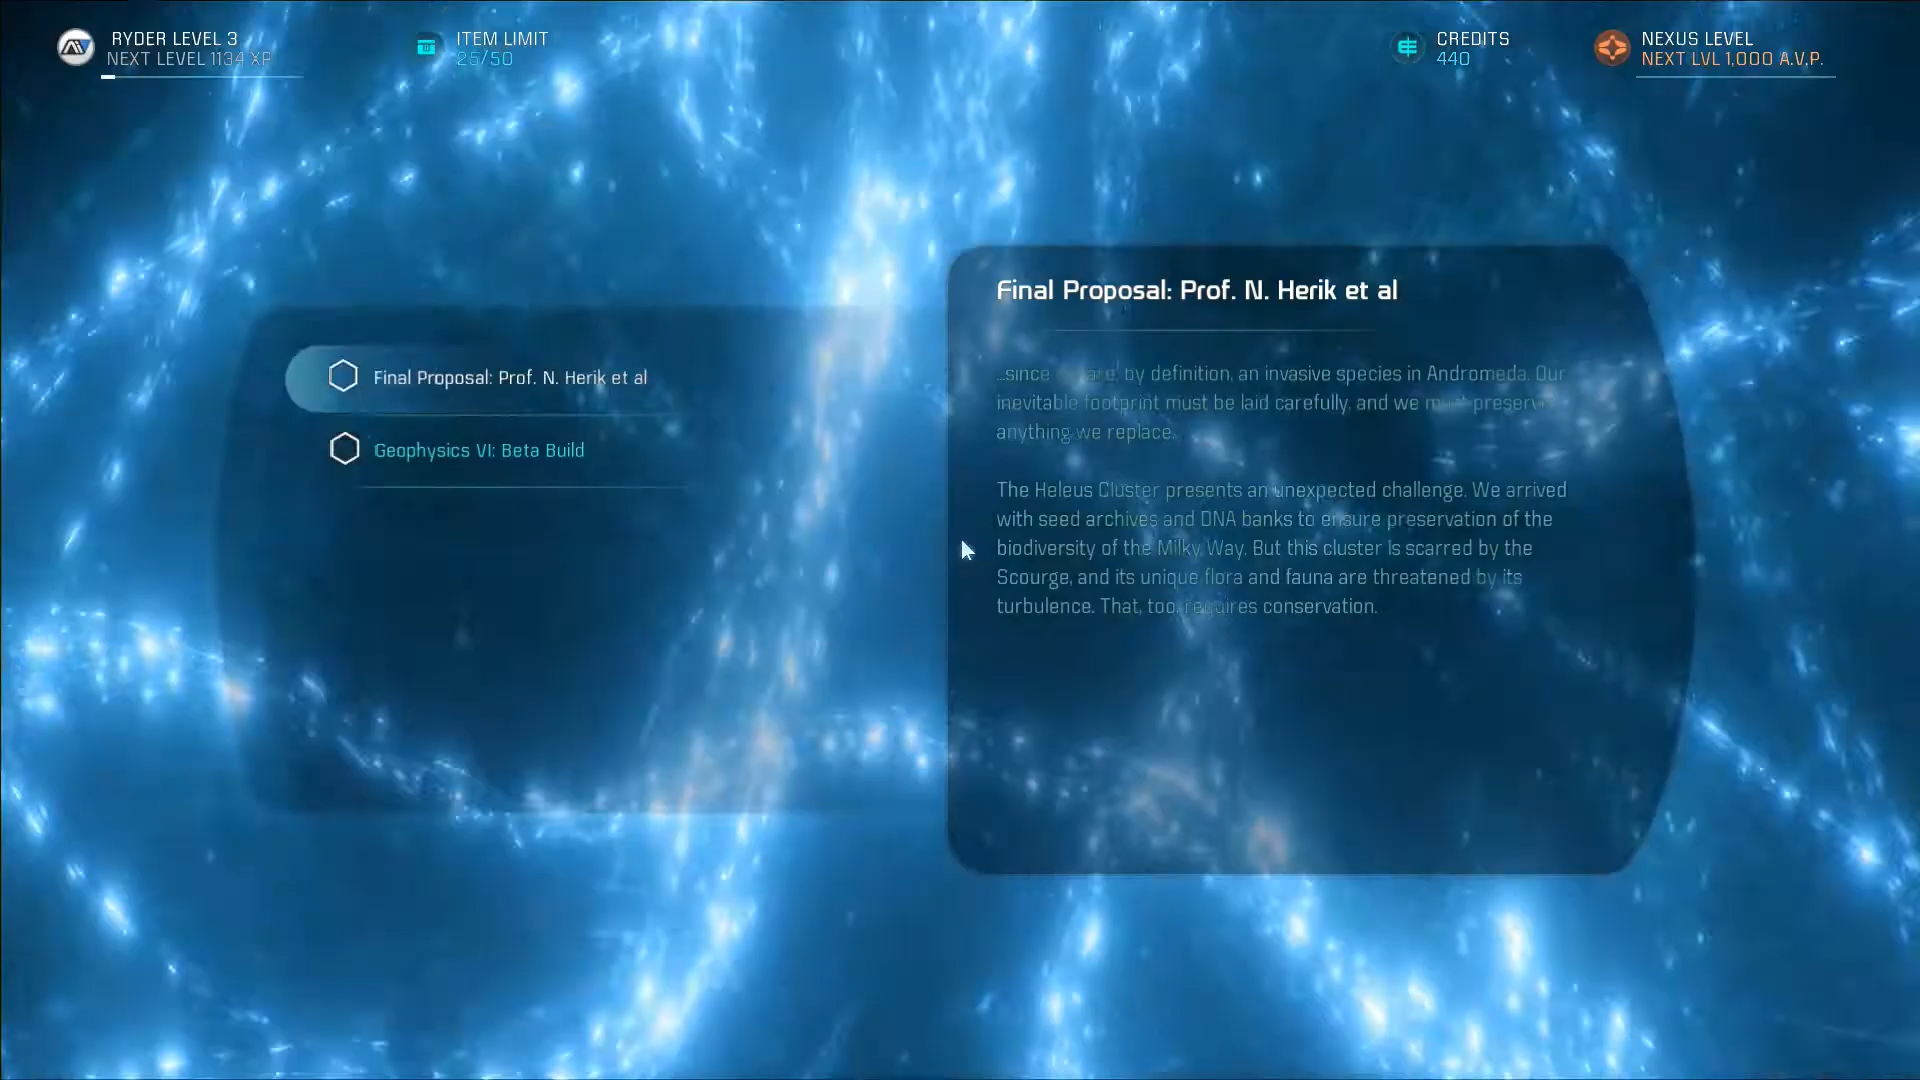 RYDER LEVEL 3
NEXT LEVEL 1134 XP
ITEM LIMIT
25/50
CREDITS
440
NEXUS LEVEL
NEXT LVL 1,000 A.V.P.
Final Proposal: Prof. N. Herik et al
Geophysics VI: Beta Build
Final Proposal: Prof. N. Herik et al
...since we are, by definition, an invasive species in Andromeda. Our
inevitable footprint must be laid carefully, and we must preserve
anything we replace.
The Heleus Cluster presents an unexpected challenge. We arrived
with seed archives and DNA banks to ensure preservation of the
biodiversity of the Milky Way. But this cluster is scarred by the
Scourge, and its unique flora and fauna are threatened by its
turbulence. That, too, requires conservation.